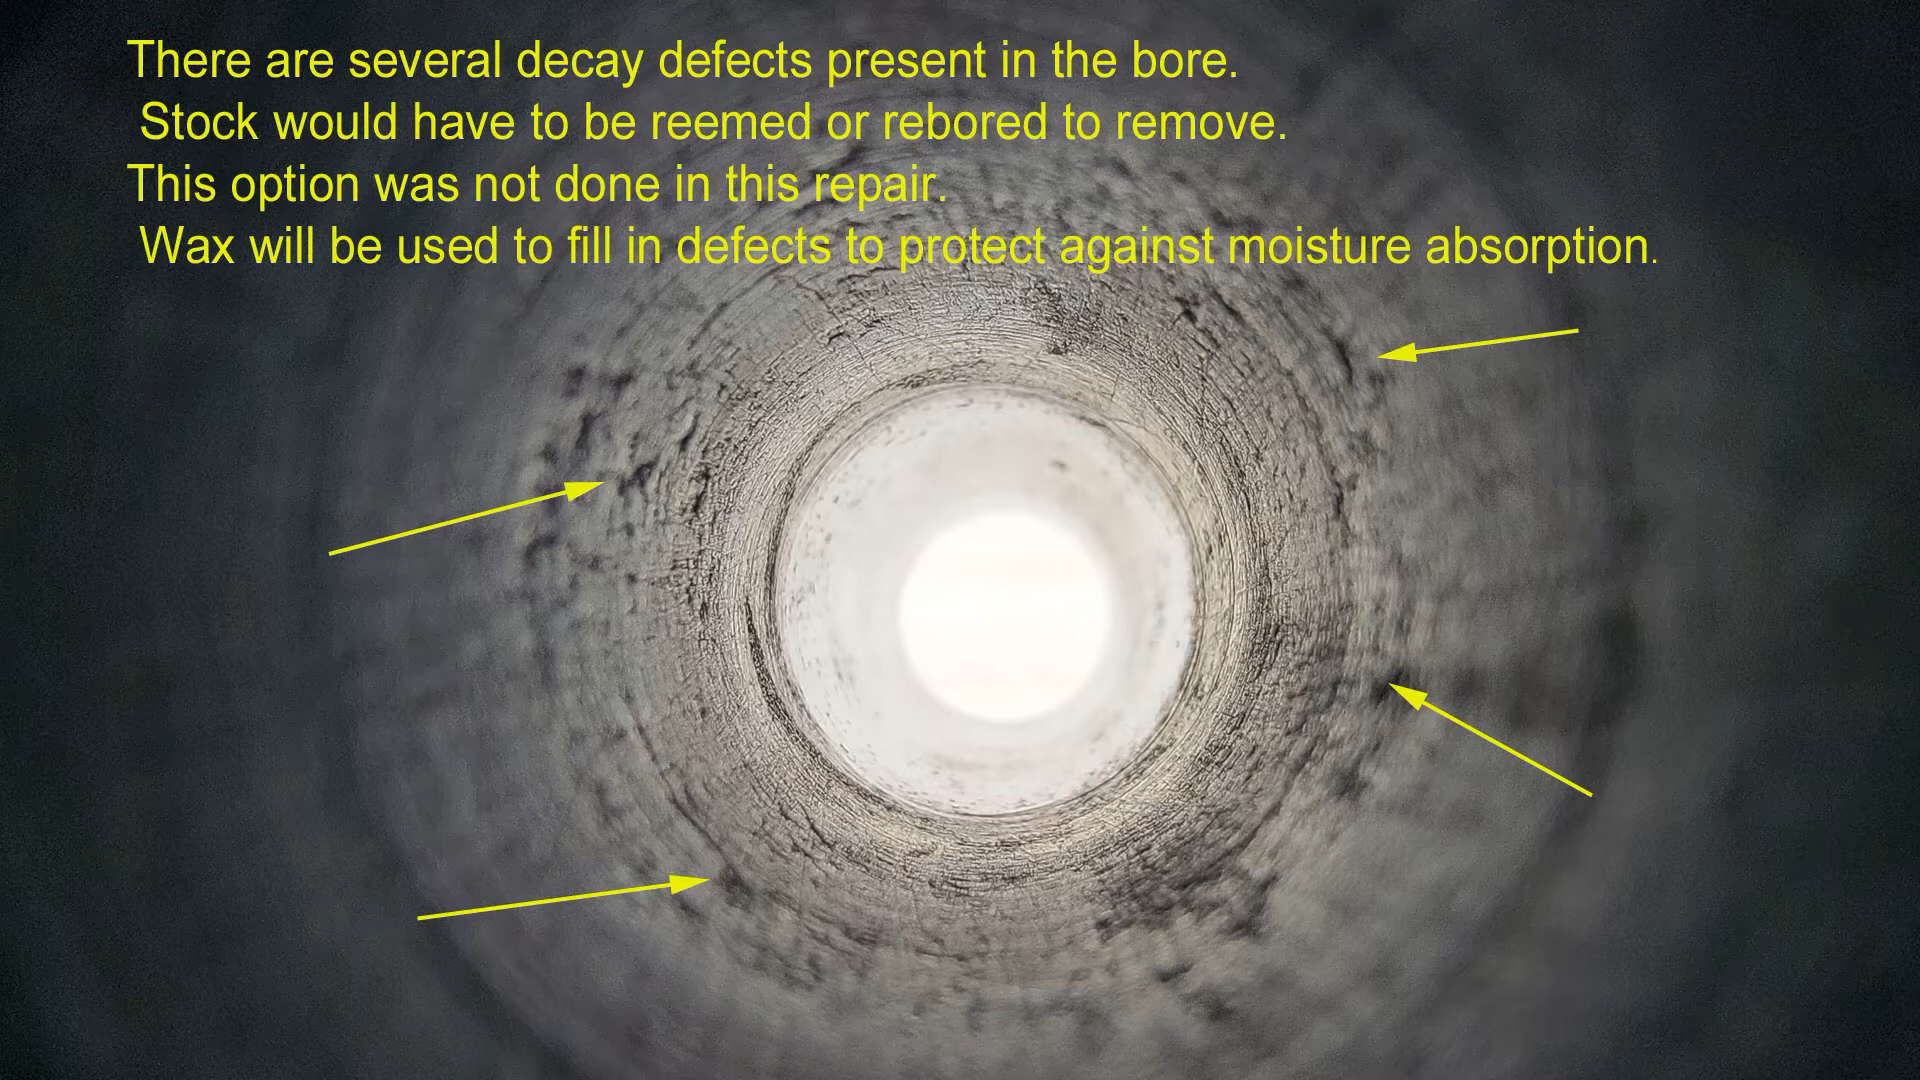 There are several decay defects present in the bore.
Stock would have to be reemed or rebored to remove.
This option was not done in this repair.
Wax will be used to fill in defects to protect against moisture absorption.